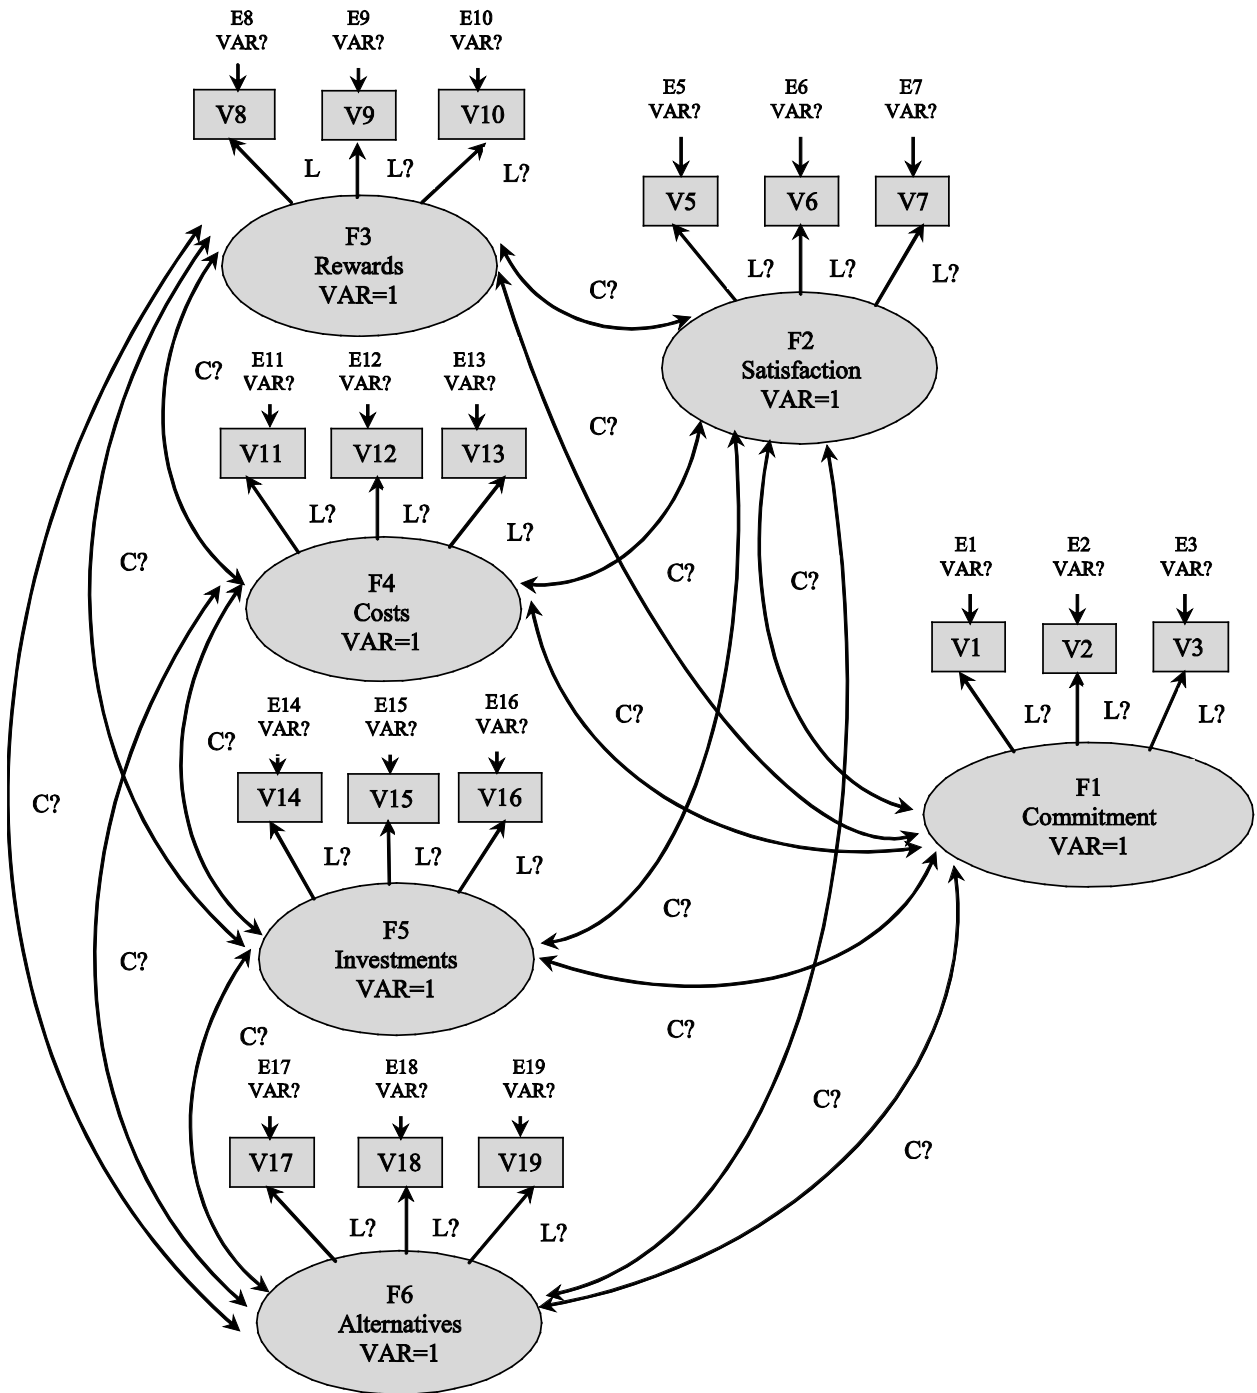 E8
VAR?
E9
VAR?
E10
VAR?
V8
V9
V10
L
L?
L?
F3
Rewards
VAR=1
E5
VAR?
E6
VAR?
E7
VAR?
V5
V6
V7
L?
L?
L?
C?
F2
Satisfaction
VAR=1
C?
C?
E11
VAR?
E12
VAR?
E13
VAR?
V11
V12
V13
L?
L?
L?
C?
F4
Costs
VAR=1
C?
C?
E1
VAR?
E2
VAR?
E3
VAR?
V1
V2
V3
L?
L?
L?
F1
Commitment
VAR=1
E14
VAR?
E15
VAR?
E16
VAR?
C?
C?
V14
V15
V16
C?
L?
L?
L?
C?
F5
Investments
VAR=1
C?
C?
C?
E17
VAR?
E18
VAR?
E19
VAR?
C?
C?
V17
V18
V19
L?
L?
L?
F6
Alternatives
VAR=1